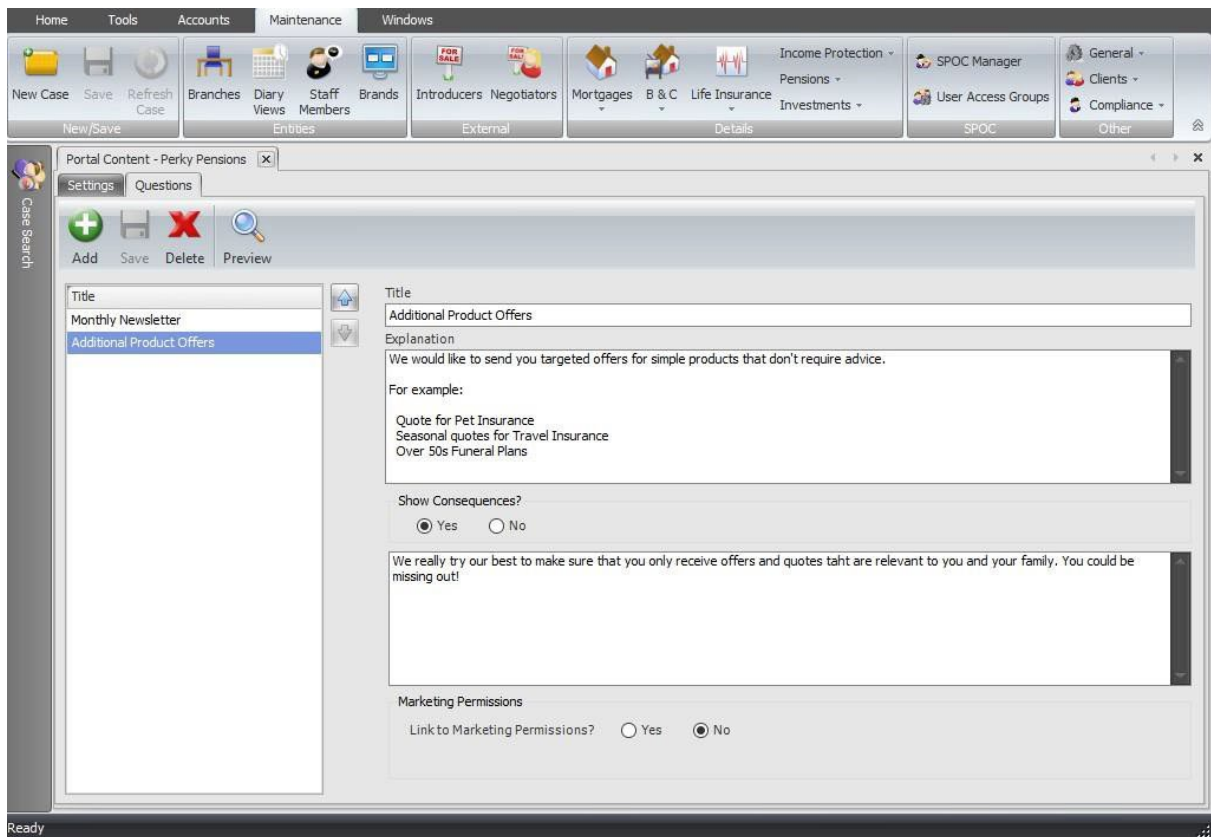 Home Tools Accounts Maintenance Windows
New Case Save Refresh Case
New/Save
Branches Diary Views Staff Members Brands
Entities
FOR SALE
FOR SALE
Introducers Negotiators
External
Mortgages B & C Life Insurance
Income Protection
Pensions
Investments
Details
SPOC Manager
User Access Groups
SPOC
General
Clients
Compliance
Other
Case Search
Portal Content - Perky Pensions
Settings Questions
Add Save Delete Preview
Title
Monthly Newsletter
Additional Product Offers
Title
Additional Product Offers
Explanation
We would like to send you targeted offers for simple products that don't require advice.
For example:
Quote for Pet Insurance
Seasonal quotes for Travel Insurance
Over 50s Funeral Plans
Show Consequences?
Yes No
We really try our best to make sure that you only receive offers and quotes taht are relevant to you and your family. You could be
missing out!
Marketing Permissions
Link to Marketing Permissions? Yes No
Ready